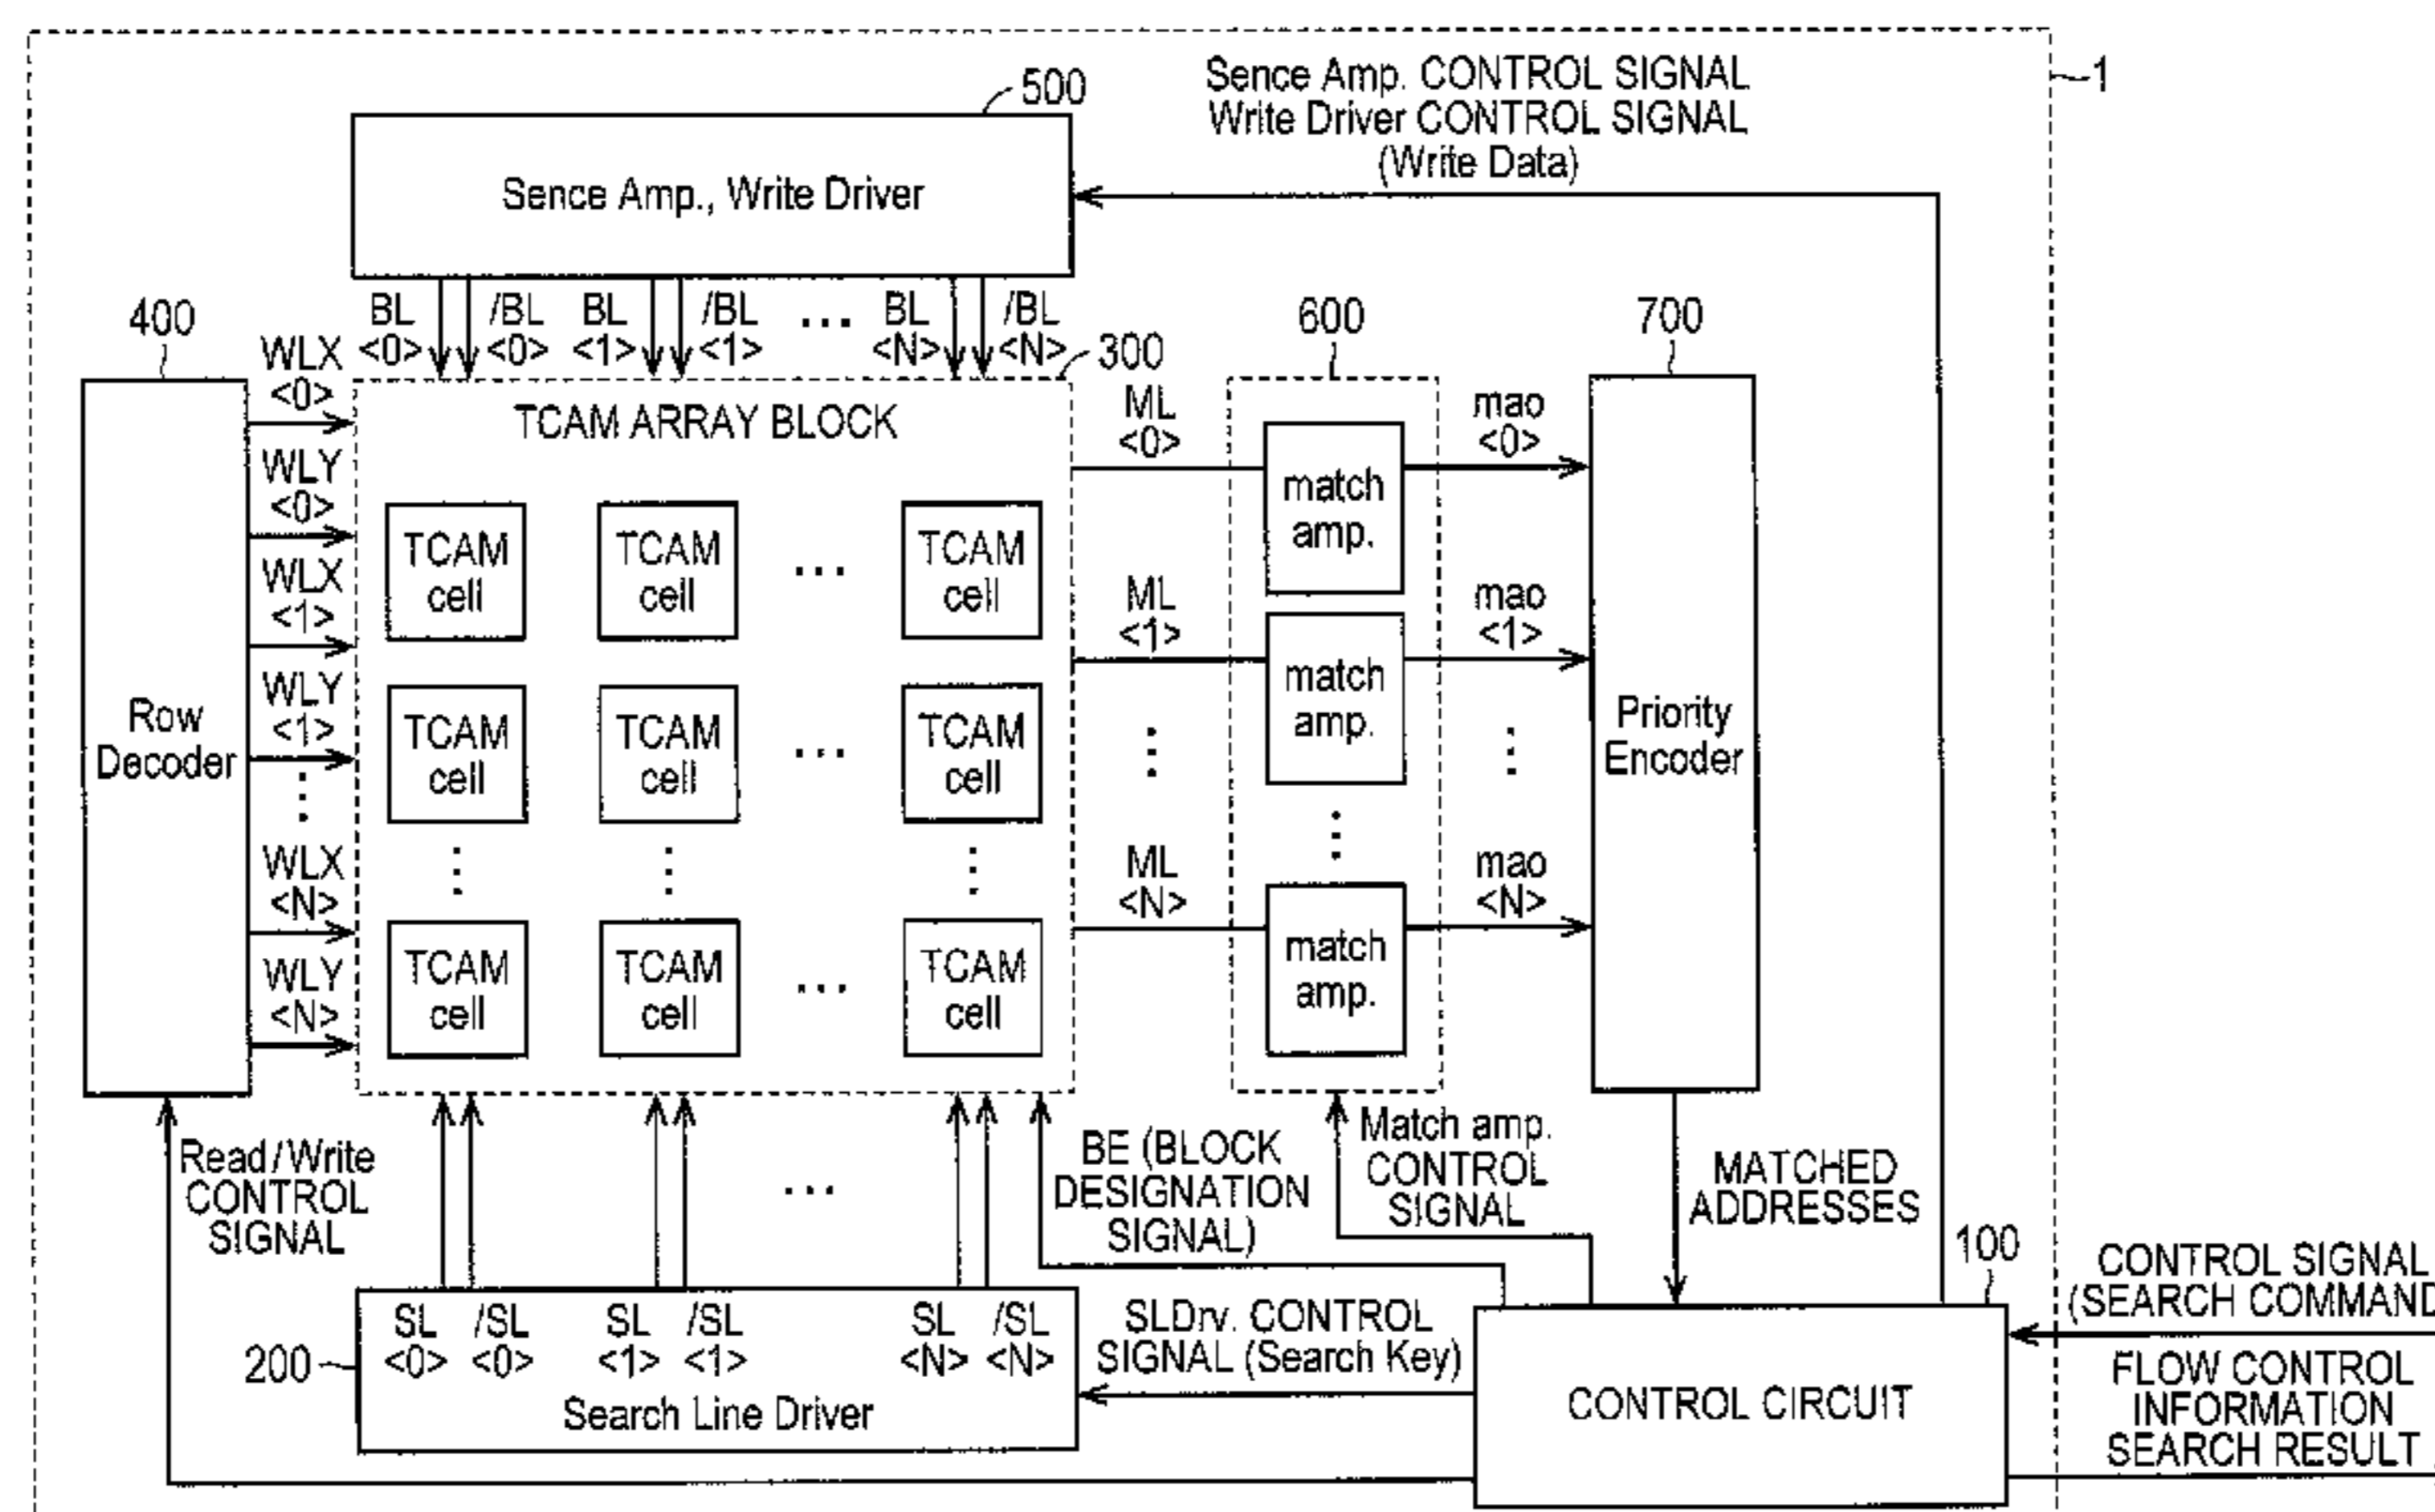 Sence Amp. CONTROL SIGNAL
Write Driver CONTROL SIGNAL
(Write Data)
1
500
Sence Amp., Write Driver
400
BL
<0>
/BL
<0>
BL
<1>
/BL
<1>
...
BL
<N>
/BL
<N>
300
600
700
WLX
<0>
WLY
<0>
WLX
<1>
WLY
<1>
WLX
<N>
WLY
<N>
Row
Decoder
TCAM ARRAY BLOCK
TCAM
cell
TCAM
cell
...
TCAM
cell
TCAM
cell
TCAM
cell
...
TCAM
cell
TCAM
cell
TCAM
cell
...
TCAM
cell
ML
<0>
ML
<1>
ML
<N>
match
amp.
match
amp.
match
amp.
mao
<0>
mao
<1>
mao
<N>
Priority
Encoder
Read/Write
CONTROL
SIGNAL
...
BE (BLOCK
DESIGNATION
SIGNAL)
Match amp.
CONTROL
SIGNAL
MATCHED
ADDRESSES
100
200
SL
<0>
/SL
<0>
SL
<1>
/SL
<1>
SL
<N>
/SL
<N>
Search Line Driver
SLDrv. CONTROL
SIGNAL (Search Key)
CONTROL CIRCUIT
CONTROL SIGNAL
(SEARCH COMMAND
FLOW CONTROL
INFORMATION
SEARCH RESULT